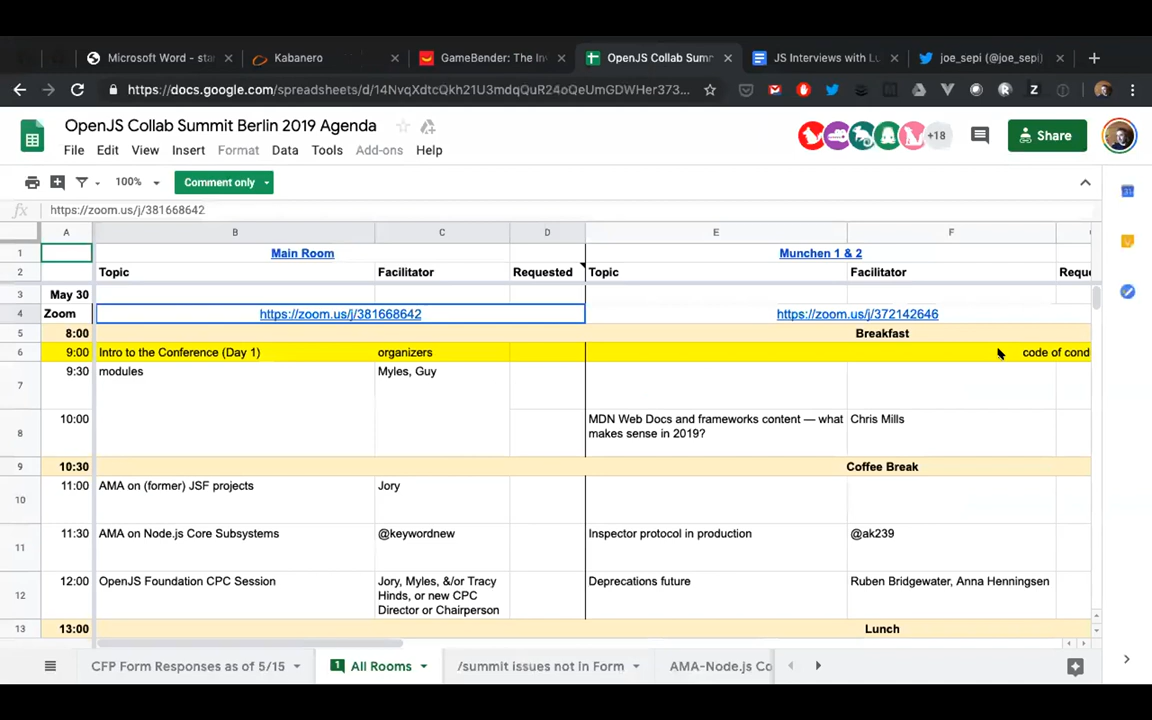 Microsoft Word - sta
Kabanero
GameBender: The In
OpenJS Collab Summ
JS Interviews with Lu
joe_sepi (@joe_sepi)
https://docs.google.com/spreadsheets/d/14NvqXdtcQkh21U3mdqQuR24oQeUmGDWHer373...
OpenJS Collab Summit Berlin 2019 Agenda
+18
Share
File Edit View Insert Format Data Tools Add-ons Help
100%
Comment only
fx https://zoom.us/j/381668642
A B C D E F
1 Main Room Munchen 1 & 2
2 Topic Facilitator Requested Topic Facilitator Reque
3 May 30
4 Zoom https://zoom.us/j/381668642 https://zoom.us/j/372142646
5 8:00 Breakfast
6 9:00 Intro to the Conference (Day 1) organizers code of cond
7 9:30 modules Myles, Guy
8 10:00 MDN Web Docs and frameworks content — what Chris Mills
makes sense in 2019?
9 10:30 Coffee Break
10 11:00 AMA on (former) JSF projects Jory
11 11:30 AMA on Node.js Core Subsystems @keywordnew Inspector protocol in production @ak239
12 12:00 OpenJS Foundation CPC Session Jory, Myles, &/or Tracy Deprecations future Ruben Bridgewater, Anna Henningsen
Hinds, or new CPC
Director or Chairperson
13 13:00 Lunch
CFP Form Responses as of 5/15
1 All Rooms
/summit issues not in Form
AMA-Node.js Co